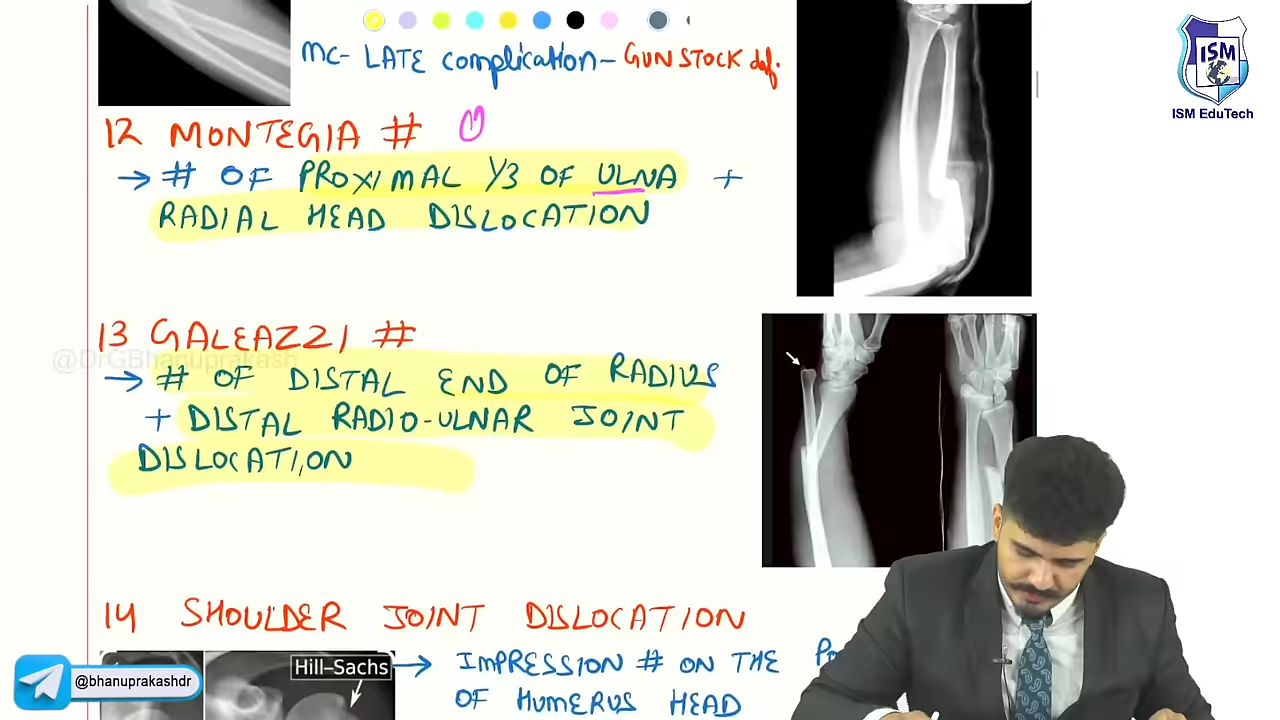 MC- LATE complication - GUNSTOCK def.
ISM
ISM EduTech
12 MONTEGIA #
→ # OF PROXIMAL 1/3 OF ULNA +
RADIAL HEAD DISLOCATION
13 GALEAZZI #
@DrGBhanuprakash
→ # OF DISTAL END OF RADIUS
+ DISTAL RADIO-ULNAR JOINT
DISLOCATION
14 SHOULDER JOINT DISLOCATION
Hill–Sachs
→ IMPRESSION # ON THE
OF HUMERUS HEAD
@bhanuprakashdr